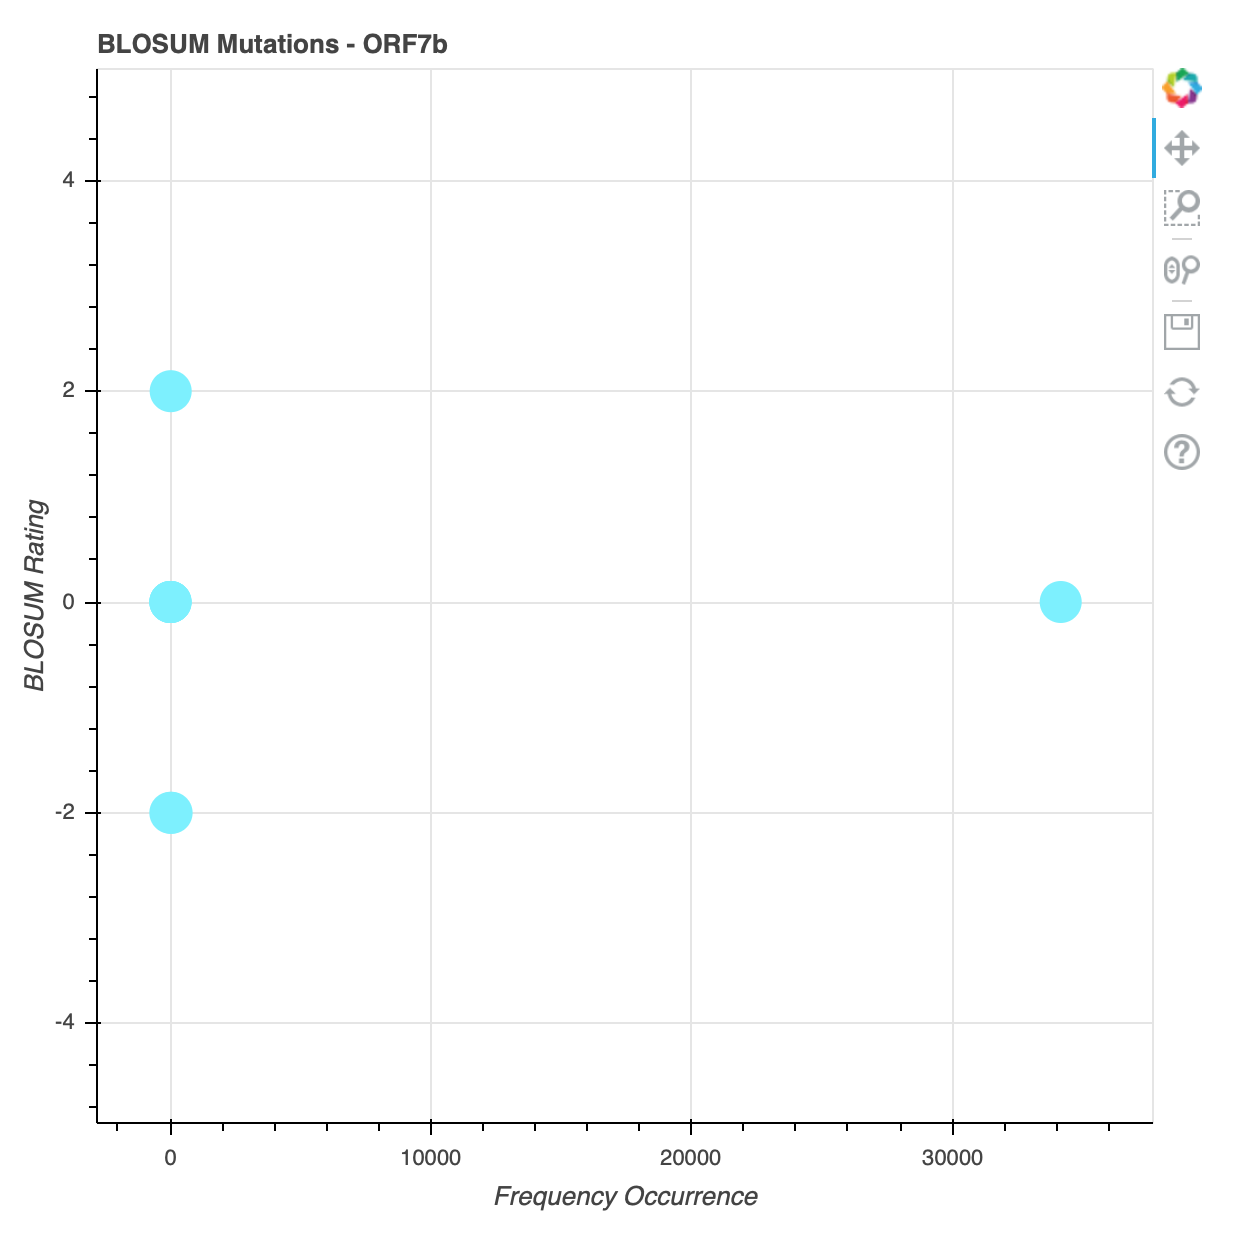 BLOSUM Mutations - ORF7b
4
2
0
-2
-4
BLOSUM Rating
0 10000 20000 30000
Frequency Occurrence